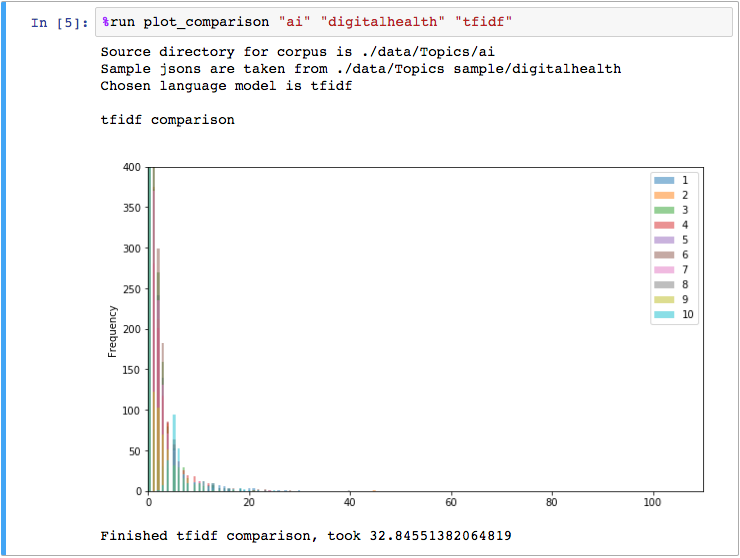 In [5]: %run plot_comparison "ai" "digitalhealth" "tfidf"
Source directory for corpus is ./data/Topics/ai
Sample jsons are taken from ./data/Topics sample/digitalhealth
Chosen language model is tfidf
tfidf comparison
400
350
300
250
200
150
100
50
0
Frequency
0 20 40 60 80 100
1
2
3
4
5
6
7
8
9
10
Finished tfidf comparison, took 32.84551382064819